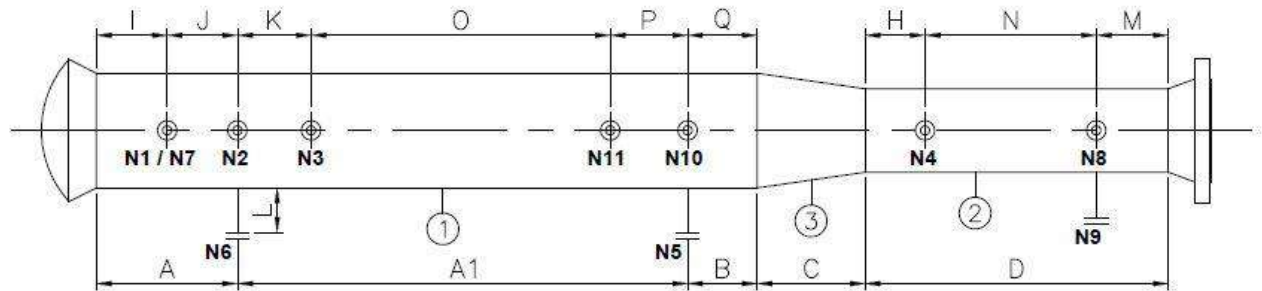 I J K O P Q H N M
N1 / N7 N2 N3 N11 N10 N4 N8
L
1 3 2
N6 N5 N9
A A1 B C D